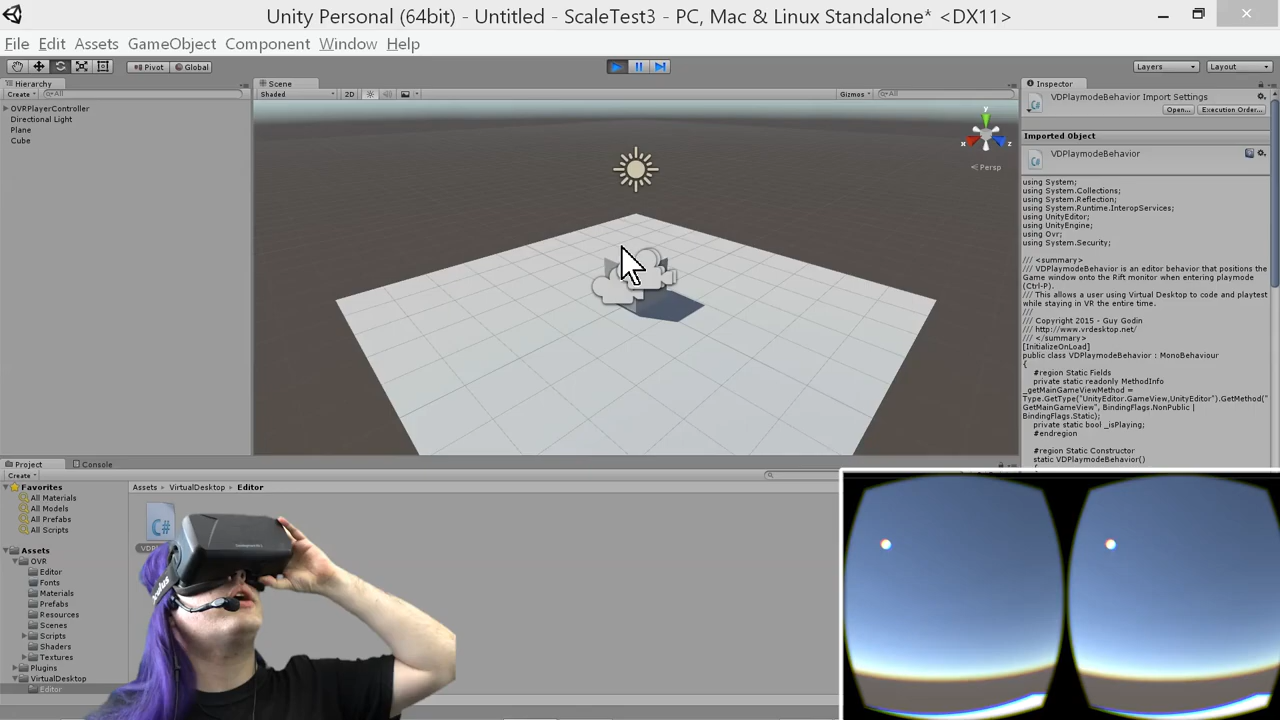 Unity Personal (64bit) - Untitled - ScaleTest3 - PC, Mac & Linux Standalone* <DX11>
File Edit Assets GameObject Component Window Help
Pivot Global Layers Layout
Hierarchy
Create All
OVRPlayerController
Directional Light
Plane
Cube
Scene
Shaded 2D Gizmos All
y
x z
Persp
Inspector
VDPlaymodeBehavior Import Settings
Open... Execution Order...
Imported Object
VDPlaymodeBehavior
using System;
using System.Collections;
using System.Reflection;
using System.Runtime.InteropServices;
using UnityEditor;
using UnityEngine;
using Ovr;
using System.Security;
/// <summary>
/// VDPlaymodeBehavior is an editor behavior that positions the
Game window onto the Rift monitor when entering playmode
(Ctrl-P).
/// This allows a user using Virtual Desktop to code and playtest
while staying in VR the entire time.
///
/// Copyright 2015 - Guy Godin
/// http://www.vrdesktop.net/
/// </summary>
[InitializeOnLoad]
public class VDPlaymodeBehavior : MonoBehaviour
{
#region Static Fields
private static readonly MethodInfo
_getMainGameViewMethod =
Type.GetType("UnityEditor.GameView,UnityEditor").GetMethod("
GetMainGameView", BindingFlags.NonPublic |
BindingFlags.Static);
private static bool _isPlaying;
#endregion
#region Static Constructor
static VDPlaymodeBehavior()
Project Console
Create
Favorites
All Materials
All Models
All Prefabs
All Scripts
Assets
OVR
Editor
Fonts
Materials
Prefabs
Resources
Scenes
Scripts
Shaders
Textures
Plugins
VirtualDesktop
Editor
Assets VirtualDesktop Editor
C#
oculus